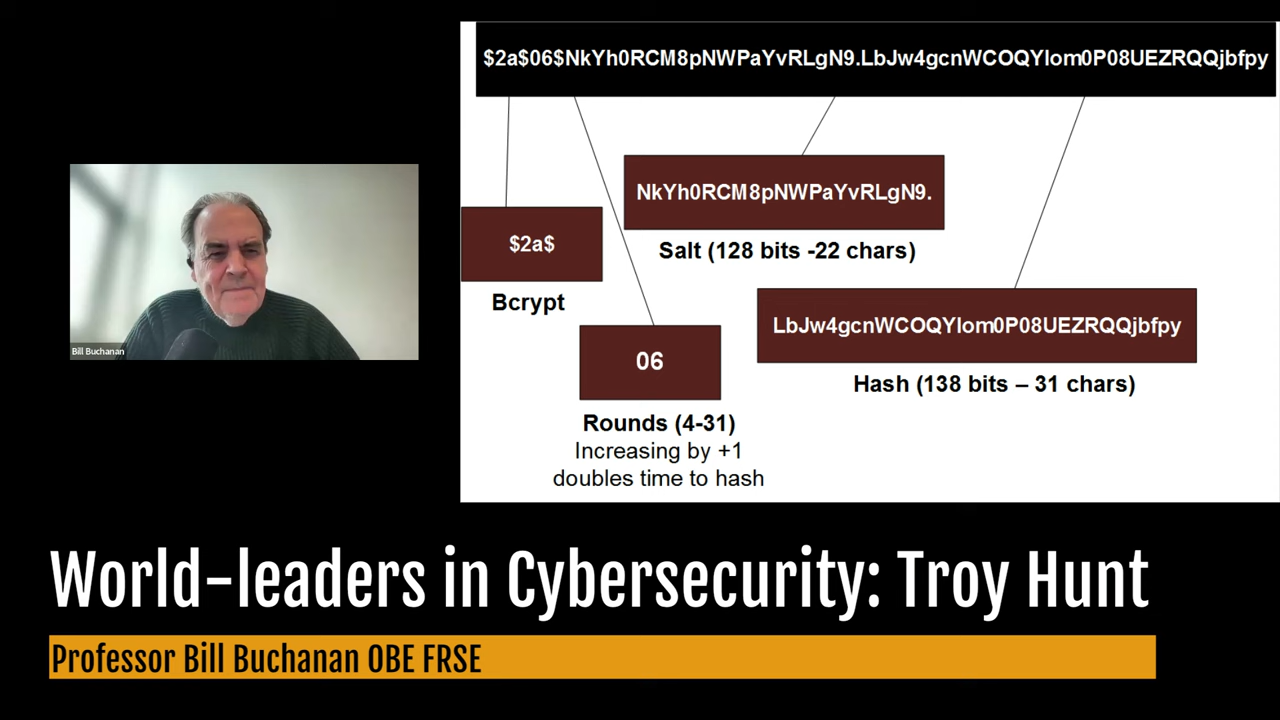 $2a$06$NkYh0RCM8pNWPaYvRLgN9.LbJw4gcnWCOQYIom0P08UEZRQQjbfpy
NkYh0RCM8pNWPaYvRLgN9.
Salt (128 bits -22 chars)
$2a$
Bcrypt
LbJw4gcnWCOQYIom0P08UEZRQQjbfpy
Hash (138 bits – 31 chars)
06
Rounds (4-31)
Increasing by +1
doubles time to hash
Bill Buchanan
World-leaders in Cybersecurity: Troy Hunt
Professor Bill Buchanan OBE FRSE